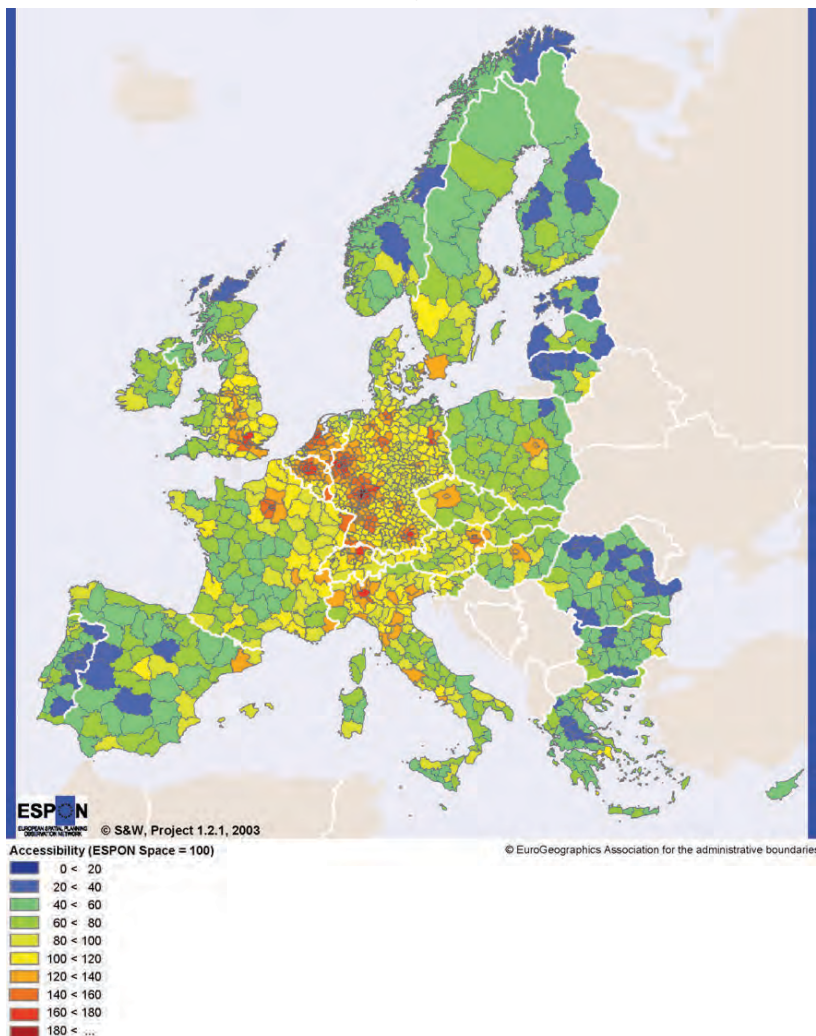 ESPON
EUROPEAN SPATIAL PLANNING
OBSERVATION NETWORK
© S&W, Project 1.2.1, 2003
Accessibility (ESPON Space = 100)
© EuroGeographics Association for the administrative boundaries
0 < 20
20 < 40
40 < 60
60 < 80
80 < 100
100 < 120
120 < 140
140 < 160
160 < 180
180 < ...